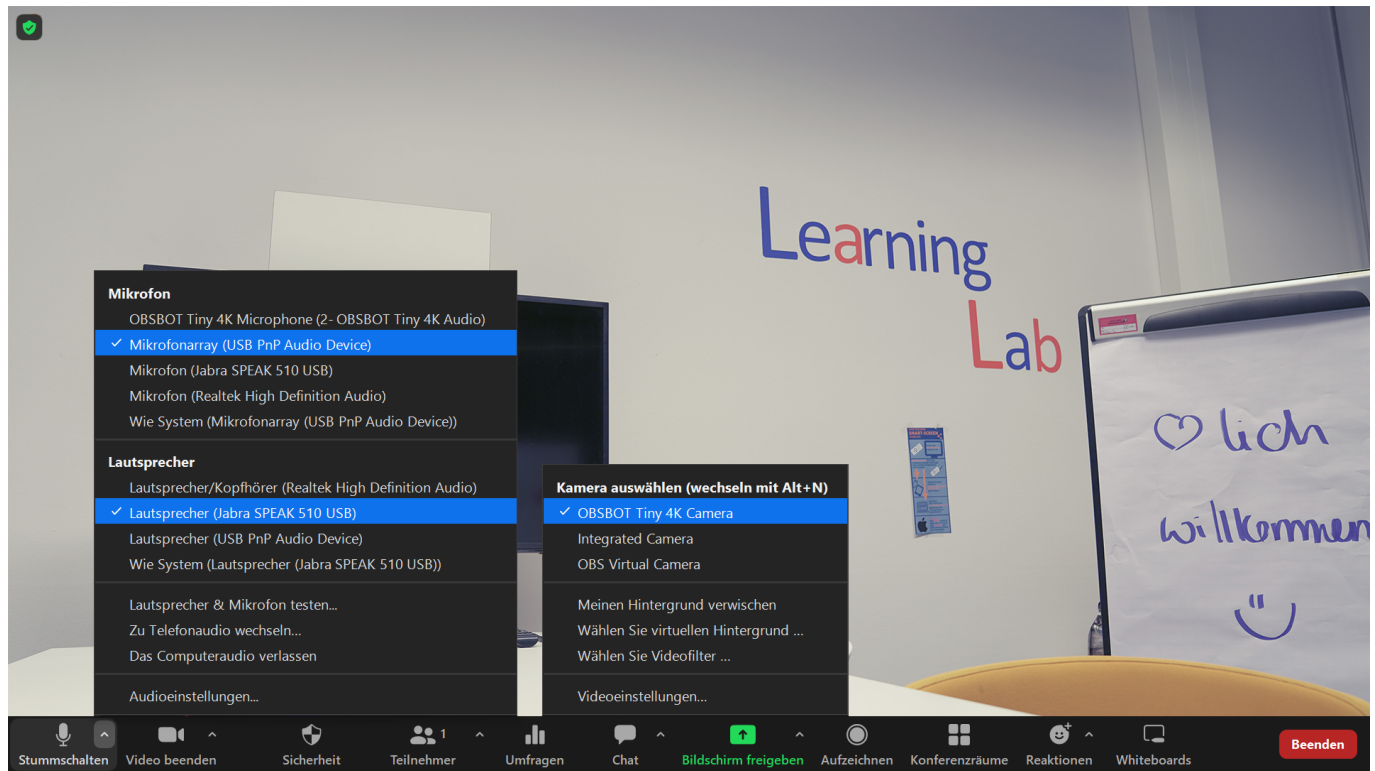 Learning
Lab
lich
willkommen
Mikrofon
OBSBOT Tiny 4K Microphone (2- OBSBOT Tiny 4K Audio)
Mikrofonarray (USB PnP Audio Device)
Mikrofon (Jabra SPEAK 510 USB)
Mikrofon (Realtek High Definition Audio)
Wie System (Mikrofonarray (USB PnP Audio Device))
Lautsprecher
Lautsprecher/Kopfhörer (Realtek High Definition Audio)
Lautsprecher (Jabra SPEAK 510 USB)
Lautsprecher (USB PnP Audio Device)
Wie System (Lautsprecher (Jabra SPEAK 510 USB))
Lautsprecher & Mikrofon testen...
Zu Telefonaudio wechseln...
Das Computeraudio verlassen
Audioeinstellungen...
Kamera auswählen (wechseln mit Alt+N)
OBSBOT Tiny 4K Camera
Integrated Camera
OBS Virtual Camera
Meinen Hintergrund verwischen
Wählen Sie virtuellen Hintergrund ...
Wählen Sie Videofilter ...
Videoeinstellungen...
1
Stummschalten Video beenden Sicherheit Teilnehmer Umfragen Chat Bildschirm freigeben Aufzeichnen Konferenzräume Reaktionen Whiteboards Beenden